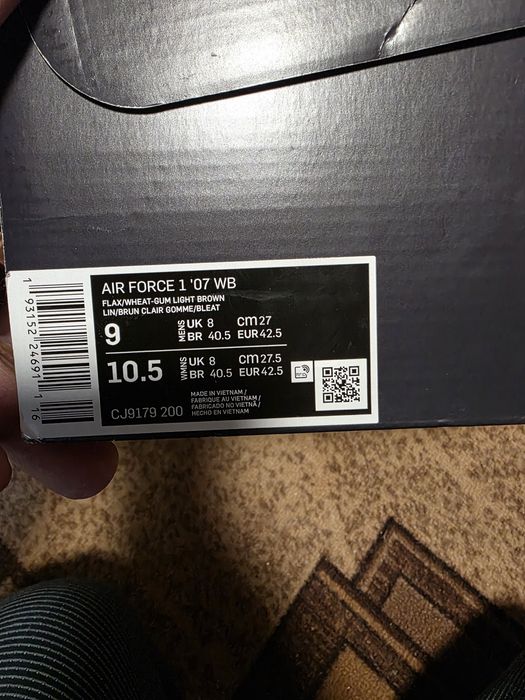 AIR FORCE 1 '07 WB
FLAX/WHEAT-GUM LIGHT BROWN
LIN/BRUN CLAIR GOMME/BLEAT
9 MENS UK 8 CM 27
BR 40.5 EUR 42.5
10.5 WMNS UK 8 CM 27.5
BR 40.5 EUR 42.5
MADE IN VIETNAM /
FABRIQUE AU VIETNAM /
FABRICADO NO VIETNÃ /
HECHO EN VIETNAM
CJ9179 200
1 93152 24691 1 16